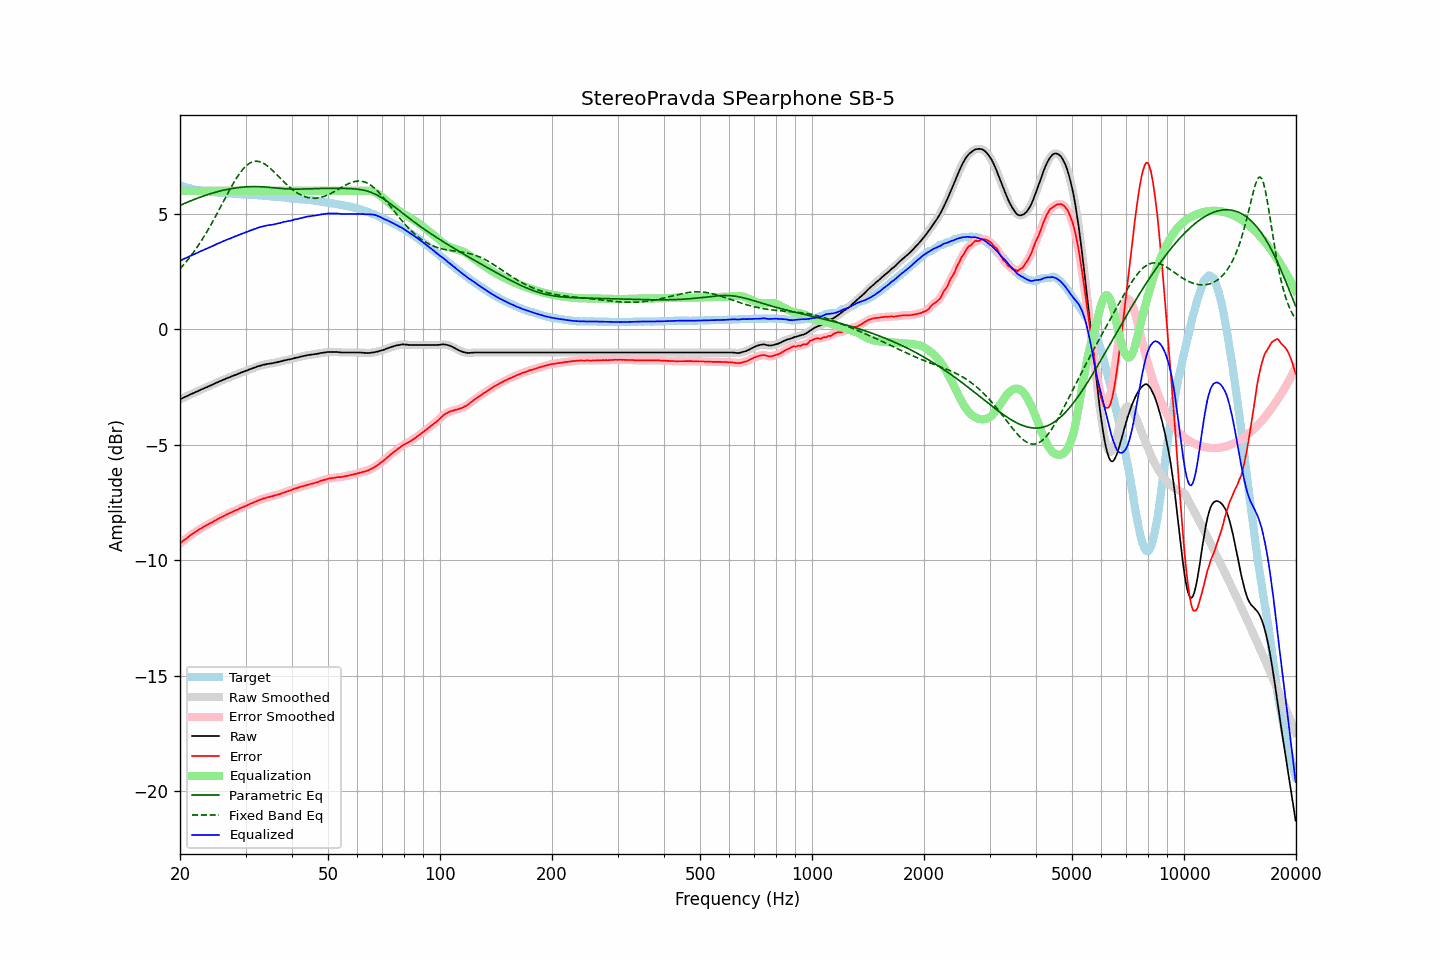 StereoPravda SPearphone SB-5
Amplitude (dBr)
5
0
−5
−10
−15
−20
Target
Raw Smoothed
Error Smoothed
Raw
Error
Equalization
Parametric Eq
Fixed Band Eq
Equalized
20 50 100 200 500 1000 2000 5000 10000 20000
Frequency (Hz)